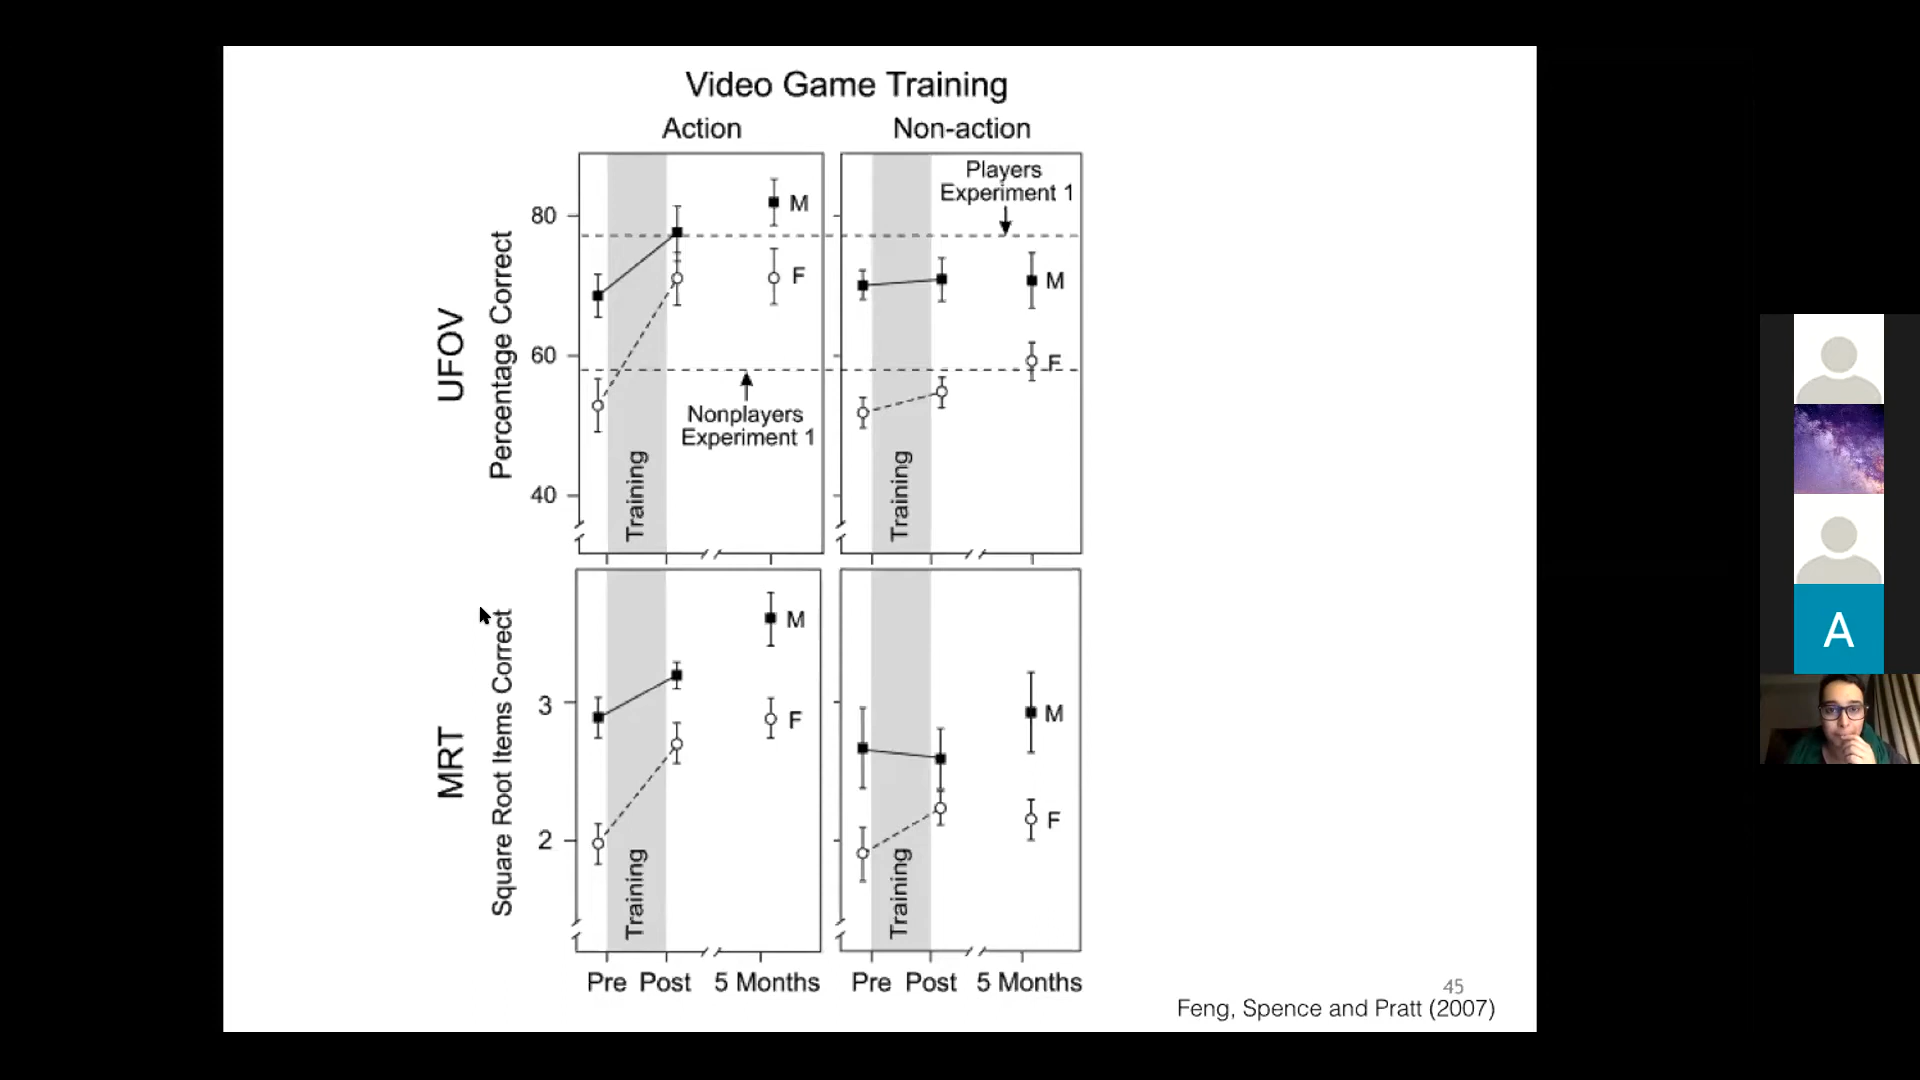 Video Game Training
Action
Non-action
Players
Experiment 1
M
F
M
F
80
60
40
UFOV
Percentage Correct
Nonplayers
Experiment 1
Training
Training
M
F
M
F
3
2
MRT
Square Root Items Correct
Training
Training
Pre Post 5 Months
Pre Post 5 Months
45
Feng, Spence and Pratt (2007)
A